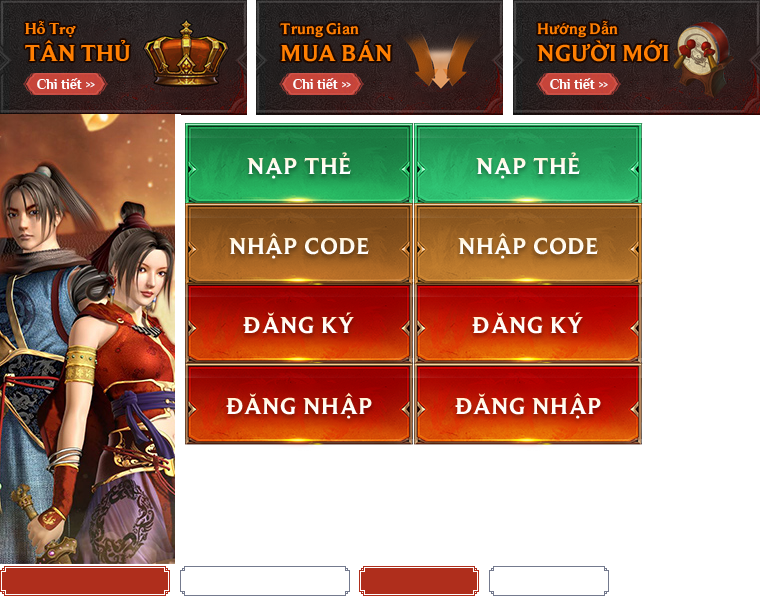 Hỗ Trợ
TÂN THỦ
Chi tiết >>
Trung Gian
MUA BÁN
Chi tiết >>
Hướng Dẫn
NGƯỜI MỚI
Chi tiết >>
NẠP THẺ NẠP THẺ
NHẬP CODE NHẬP CODE
ĐĂNG KÝ ĐĂNG KÝ
ĐĂNG NHẬP ĐĂNG NHẬP